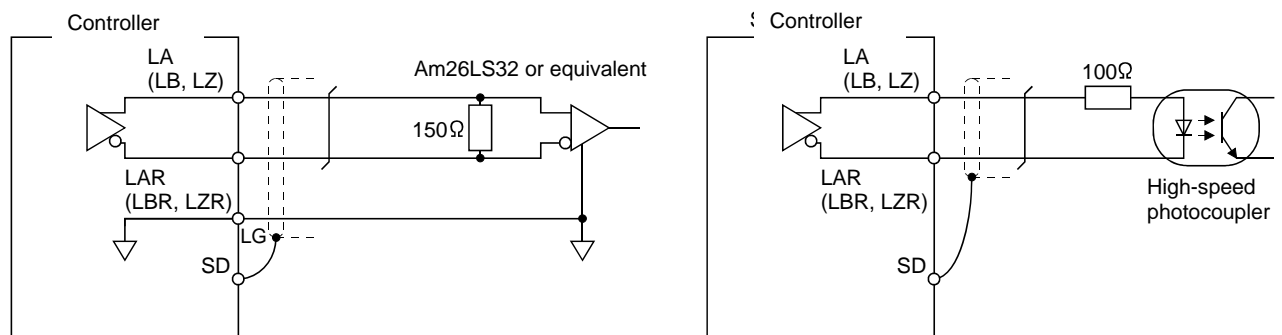 Controller
LA
(LB, LZ)
Am26LS32 or equivalent
150Ω
LAR
(LBR, LZR)
LG
SD
Controller
LA
(LB, LZ)
100Ω
LAR
(LBR, LZR)
High-speed
photocoupler
SD